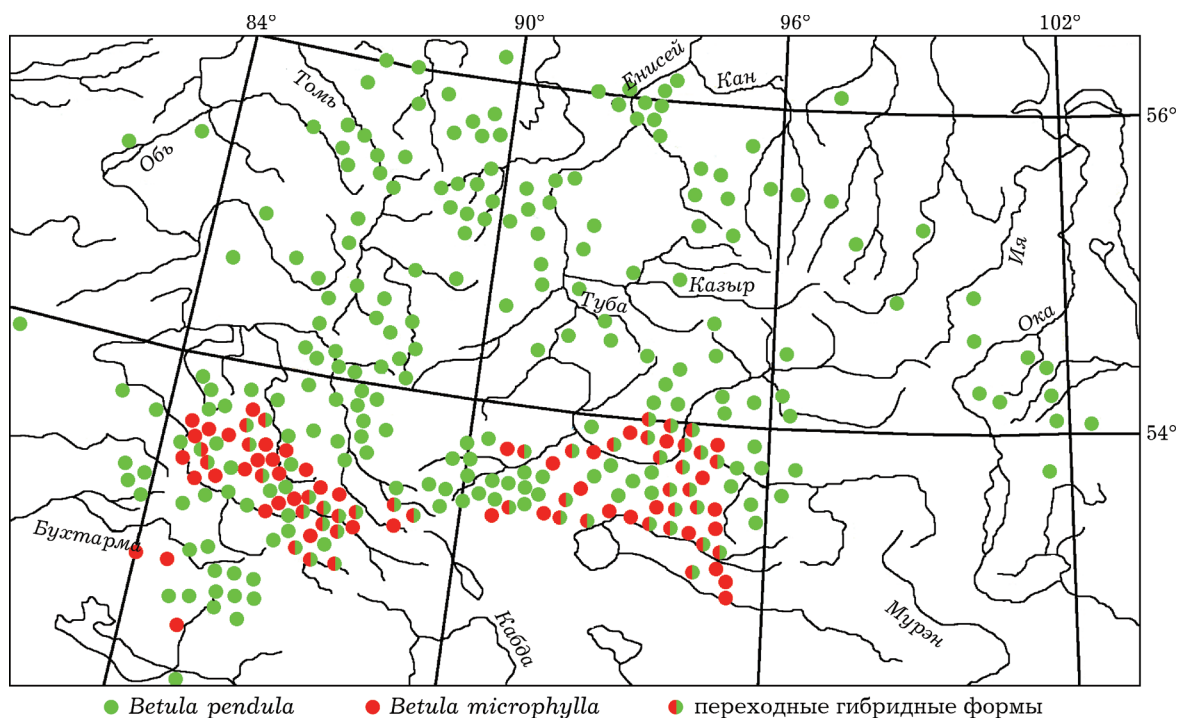 84° 90° 96° 102°
Томь
Енисей
Кан
56°
Обь
Ия
Казыр
Туба
Ока
54°
Бухтарма
Кабда
Мурэн
Betula pendula Betula microphylla переходные гибридные формы